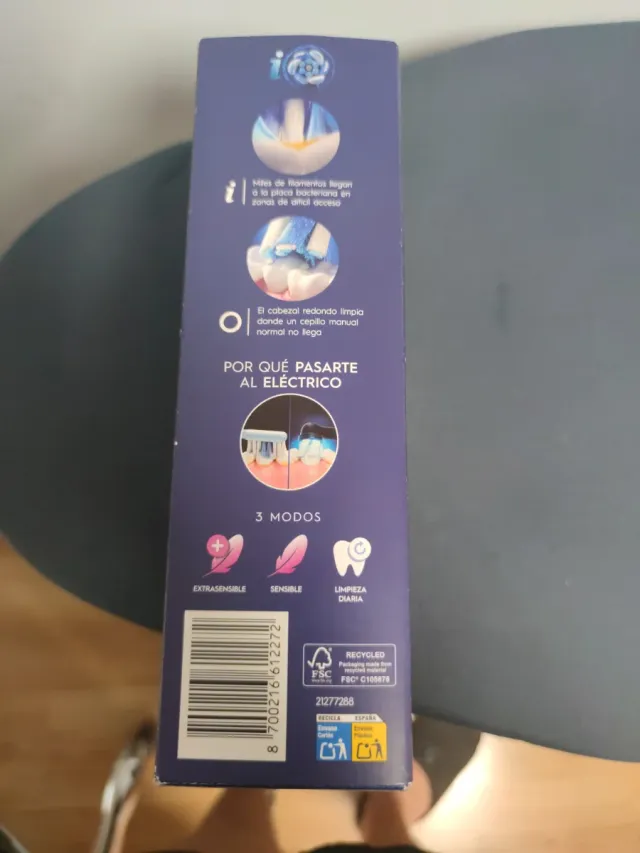 iO
i
Miles de filamentos llegan
a la placa bacteriana en
zonas de difícil acceso
O
El cabezal redondo limpia
donde un cepillo manual
normal no llega
POR QUÉ PASARTE
AL ELÉCTRICO
3 MODOS
EXTRASENSIBLE
SENSIBLE
LIMPIEZA
DIARIA
8 700216 612272
FSC
RECYCLED
Packaging made from
recycled material
FSC® C105878
21277288
RECICLA ESPAÑA
Envase
Cartón
Envase
Plástico